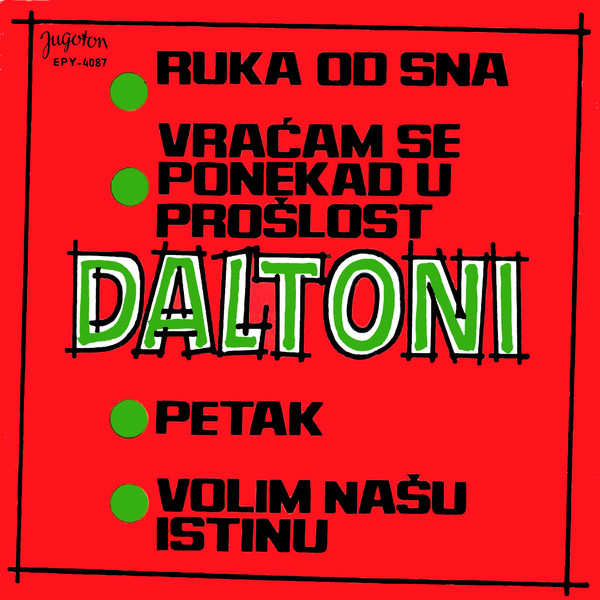 Jugoton
EPY-4087
RUKA OD SNA
VRAĆAM SE
PONEKAD U
PROŠLOST
DALTONI
PETAK
VOLIM NAŠU
ISTINU